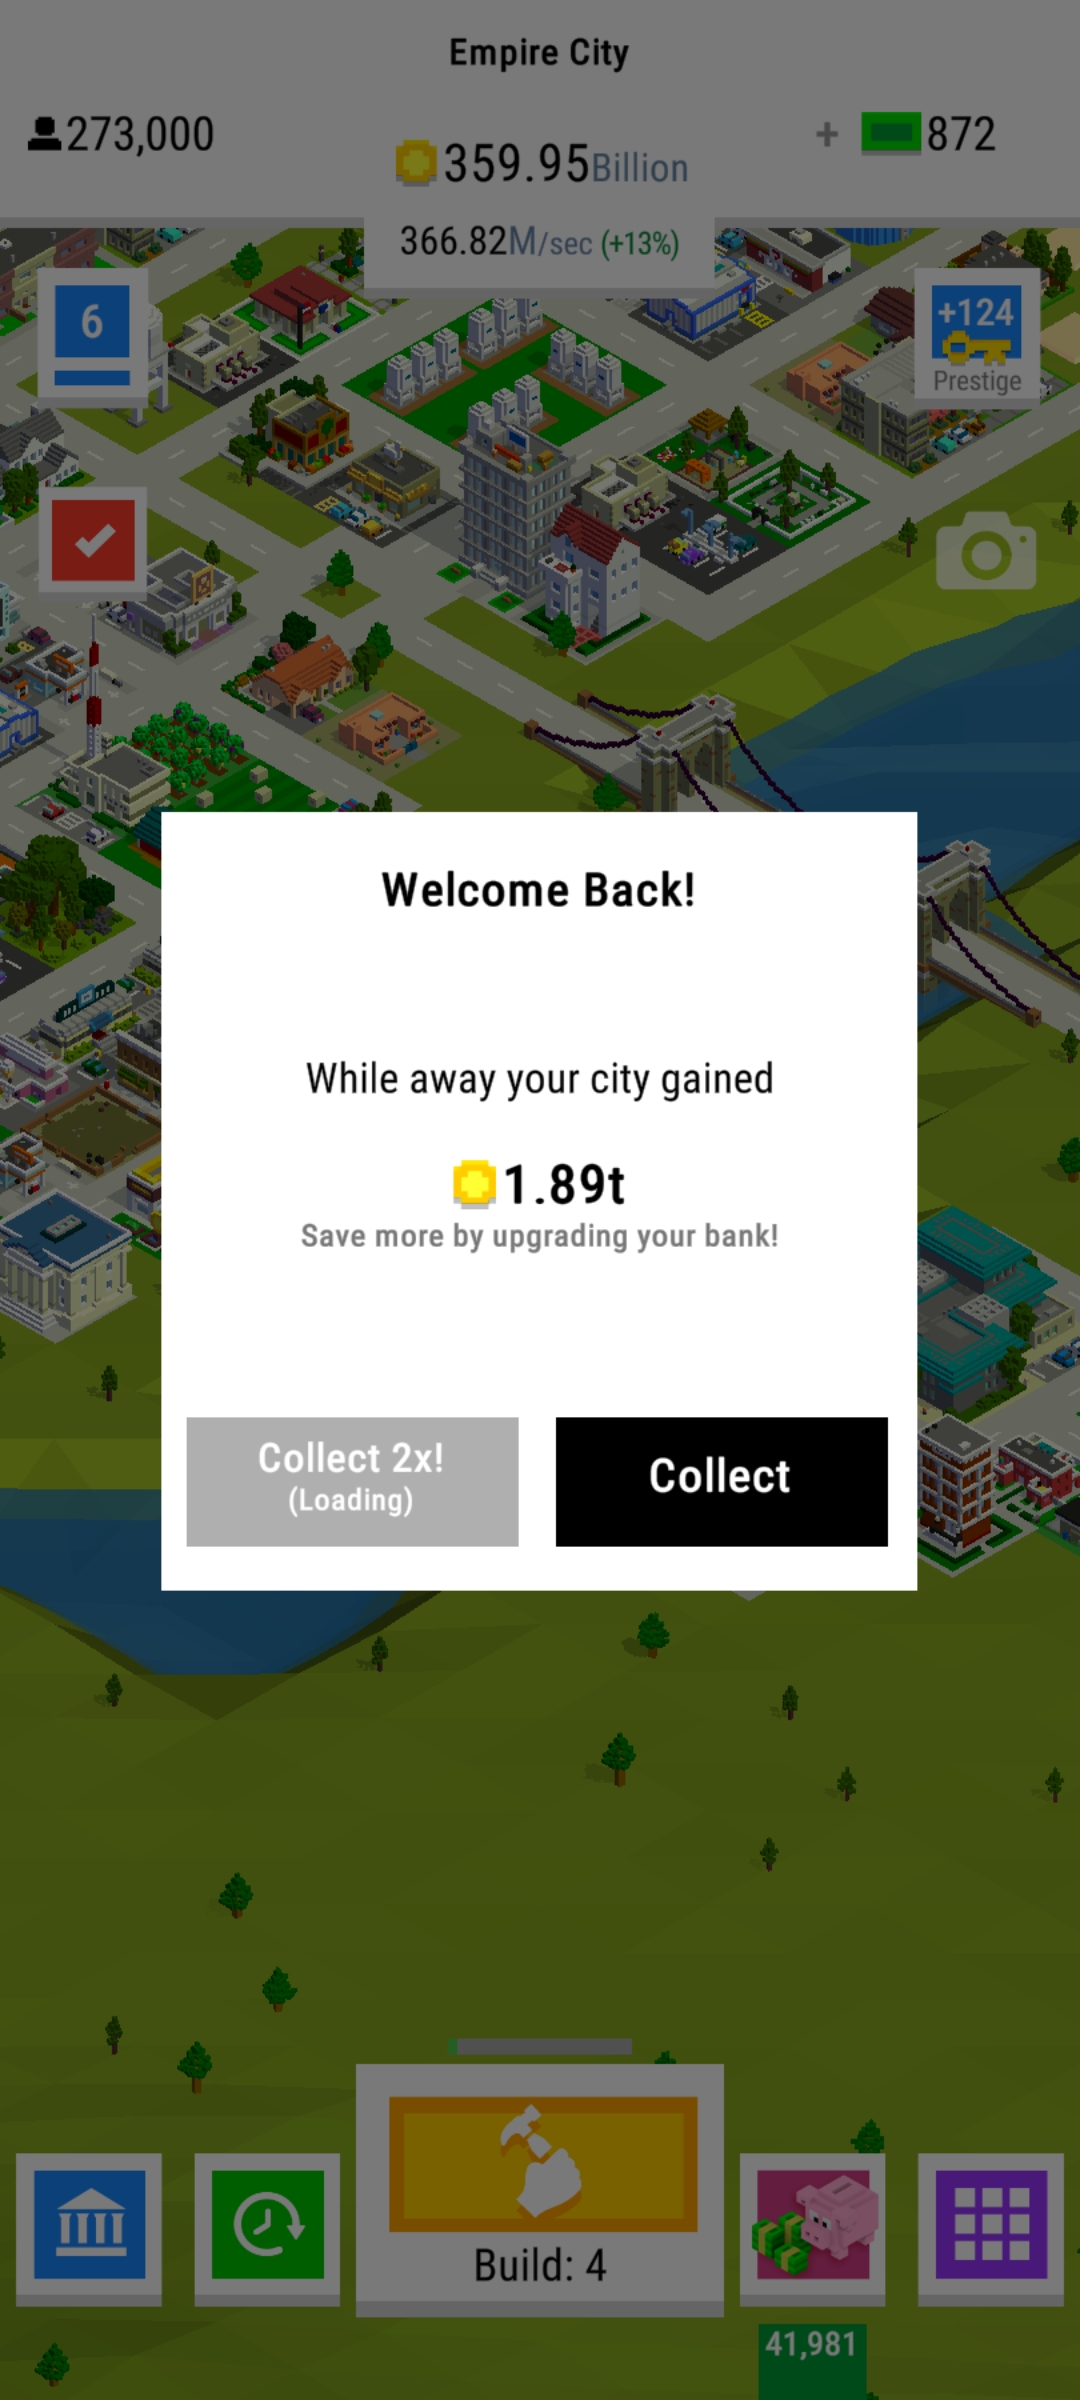 Empire City
273,000
359.95Billion
+ 872
366.82M/sec (+13%)
6
+124
Prestige
Welcome Back!
While away your city gained
1.89t
Save more by upgrading your bank!
Collect 2x!
(Loading)
Collect
Build: 4
41,981